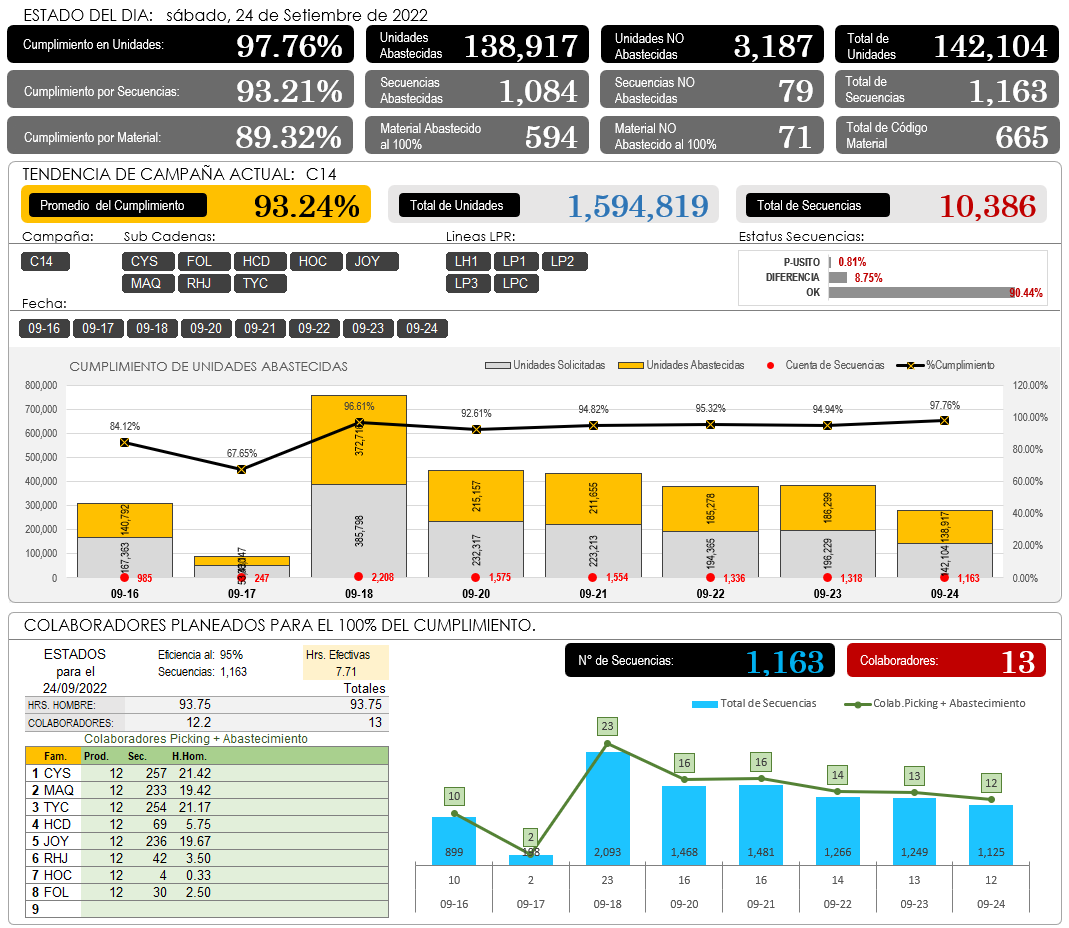 ESTADO DEL DIA: sábado, 24 de Setiembre de 2022
Cumplimiento en Unidades: 97.76%
Unidades Abastecidas 138,917
Unidades NO Abastecidas 3,187
Total de Unidades 142,104
Cumplimiento por Secuencias: 93.21%
Secuencias Abastecidas 1,084
Secuencias NO Abastecidas 79
Total de Secuencias 1,163
Cumplimiento por Material: 89.32%
Material Abastecido al 100% 594
Material NO Abastecido al 100% 71
Total de Código Material 665
TENDENCIA DE CAMPAÑA ACTUAL: C14
Promedio del Cumplimiento 93.24%
Total de Unidades 1,594,819
Total de Secuencias 10,386
Campaña: Sub Cadenas: Lineas LPR: Estatus Secuencias:
C14 CYS FOL HCD HOC JOY LH1 LP1 LP2
MAQ RHJ TYC LP3 LPC
P-USITO 0.81%
DIFERENCIA 8.75%
OK 90.44%
Fecha:
09-16 09-17 09-18 09-20 09-21 09-22 09-23 09-24
CUMPLIMIENTO DE UNIDADES ABASTECIDAS
Unidades Solicitadas Unidades Abastecidas Cuenta de Secuencias %Cumplimiento
800,000 120.00%
700,000
600,000 100.00%
500,000 80.00%
400,000 60.00%
300,000 40.00%
200,000
100,000 20.00%
0 0.00%
84.12% 67.65% 96.61% 92.61% 94.82% 95.32% 94.94% 97.76%
140,792 372,716 215,157 211,655 185,278 186,299 138,917
167,363 385,798 232,317 223,213 194,365 196,229 142,104
985 247 2,208 1,575 1,554 1,336 1,318 1,163
09-16 09-17 09-18 09-20 09-21 09-22 09-23 09-24
COLABORADORES PLANEADOS PARA EL 100% DEL CUMPLIMIENTO.
ESTADOS para el 24/09/2022
Eficiencia al: 95%
Secuencias: 1,163
Hrs. Efectivas
7.71
Totales
HRS. HOMBRE: 93.75 93.75
COLABORADORES: 12.2 13
Colaboradores Picking + Abastecimiento
Fam. Prod. Sec. H.Hom.
1 CYS 12 257 21.42
2 MAQ 12 233 19.42
3 TYC 12 254 21.17
4 HCD 12 69 5.75
5 JOY 12 236 19.67
6 RHJ 12 42 3.50
7 HOC 12 4 0.33
8 FOL 12 30 2.50
9
N° de Secuencias: 1,163
Colaboradores: 13
Total de Secuencias Colab.Picking + Abastecimiento
10 2 23 16 16 14 13 12
899 2,093 1,468 1,481 1,266 1,249 1,125
10 2 23 16 16 14 13 12
09-16 09-17 09-18 09-20 09-21 09-22 09-23 09-24